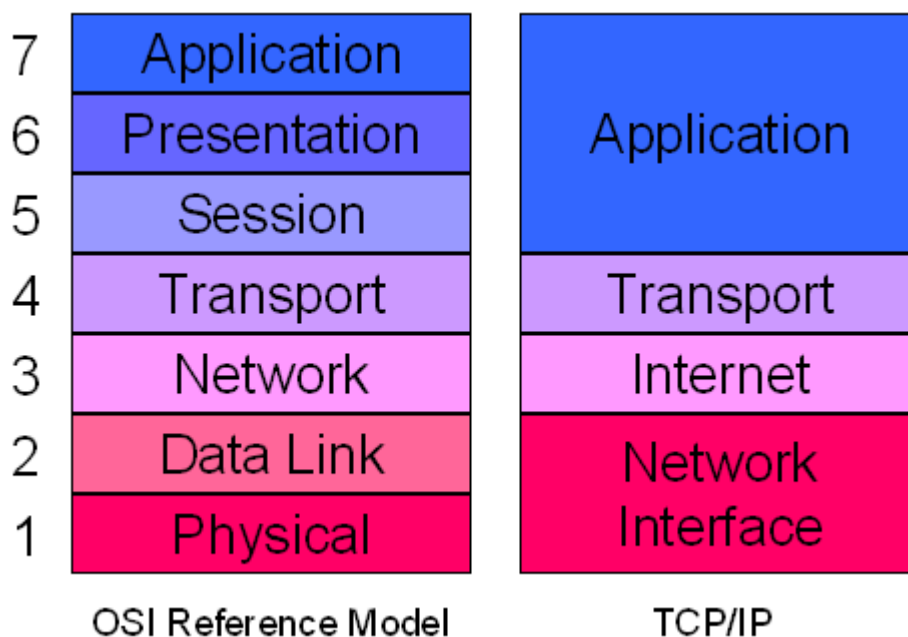 7 Application
6 Presentation
5 Session
4 Transport
3 Network
2 Data Link
1 Physical
OSI Reference Model
Application
Transport
Internet
Network
Interface
TCP/IP